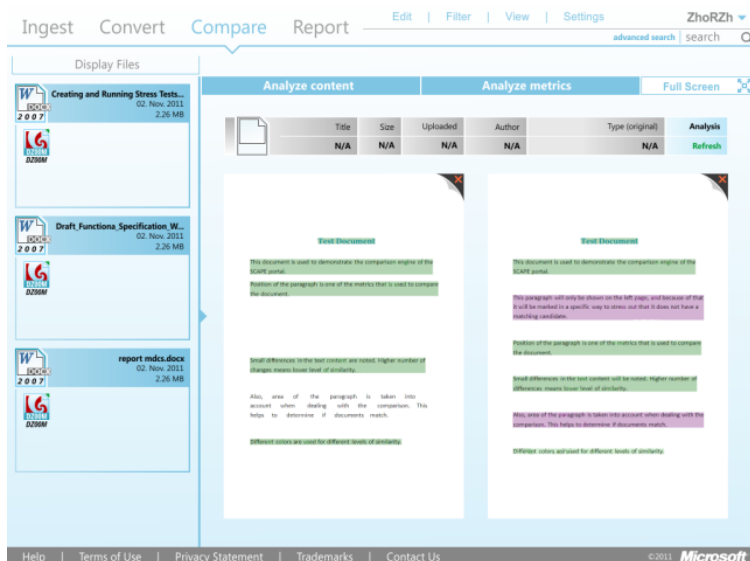 Ingest Convert Compare Report
Edit | Filter | View | Settings
ZhoRZh
advanced search | search
Display Files
Creating and Running Stress Tests...
02. Nov. 2011
2.26 MB
W DOCX
2007
DZOOM
Draft_Functiona_Specification_W...
02. Nov. 2011
2.26 MB
W DOCX
2007
DZOOM
report mdcs.docx
02. Nov. 2011
2.26 MB
W DOCX
2007
DZOOM
Analyze content
Analyze metrics
Full Screen
Title Size Uploaded Author Type (original) Analysis
N/A N/A N/A N/A N/A Refresh
Test Document
This document is used to demonstrate the comparison engine of the
SCAPE portal.
Position of the paragraph is one of the metrics that is used to compare
the document.
Small differences in the text content are noted. Higher number of
changes means lower level of similarity.
Also, area of the paragraph is taken into
account when dealing with the comparison. This
helps to determine if documents match.
Different colors are used for different levels of similarity.
Test Document
This document is used to demonstrate the comparison engine of the
SCAPE portal.
This paragraph will only be shown on the left page, and because of that
it will be marked in a specific way to stress out that it does not have a
matching candidate.
Position of the paragraph is one of the metrics that is used to compare
the document.
Small differences in the text content will be noted. Higher number of
differences means lower level of similarity.
Also, area of the paragraph is taken into account when dealing with the
comparison. This helps to determine if documents match.
Different colors are used for different levels of similarity.
Help | Terms of Use | Privacy Statement | Trademarks | Contact Us
©2011 Microsoft